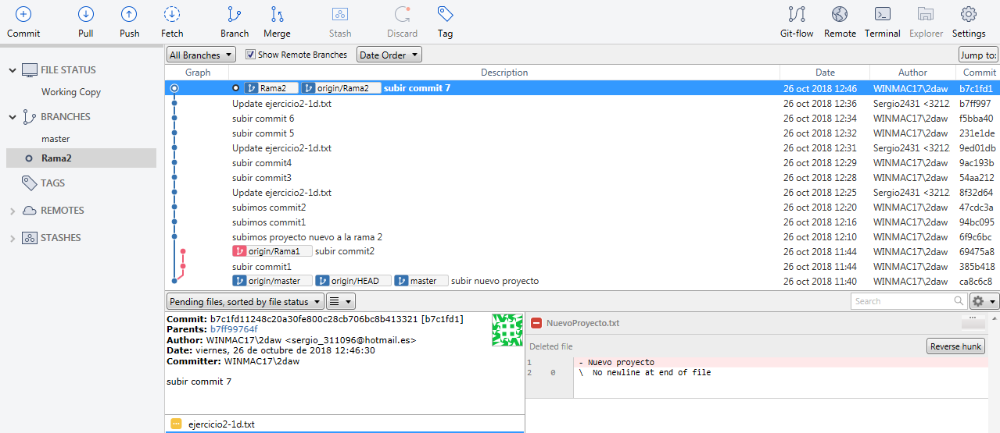 Commit Pull Push Fetch Branch Merge Stash Discard Tag Git-flow Remote Terminal Explorer Settings
FILE STATUS
Working Copy
BRANCHES
master
Rama2
TAGS
REMOTES
STASHES
All Branches Show Remote Branches Date Order Jump to:
Graph Description Date Author Commit
Rama2 origin/Rama2 subir commit 7 26 oct 2018 12:46 WINMAC17\2daw b7c1fd1
Update ejercicio2-1d.txt 26 oct 2018 12:36 Sergio2431 <3212 b7ff997
subir commit 6 26 oct 2018 12:34 WINMAC17\2daw f5bba40
subir commit 5 26 oct 2018 12:32 WINMAC17\2daw 231e1de
Update ejercicio2-1d.txt 26 oct 2018 12:31 Sergio2431 <3212 9ed01db
subir commit4 26 oct 2018 12:29 WINMAC17\2daw 9ac193b
subir commit3 26 oct 2018 12:28 WINMAC17\2daw 54aa212
Update ejercicio2-1d.txt 26 oct 2018 12:25 Sergio2431 <3212 8f32d64
subimos commit2 26 oct 2018 12:20 WINMAC17\2daw 47cdc3a
subimos commit1 26 oct 2018 12:16 WINMAC17\2daw 94bc095
subimos proyecto nuevo a la rama 2 26 oct 2018 12:10 WINMAC17\2daw 6f9c6bc
origin/Rama1 subir commit2 26 oct 2018 11:44 WINMAC17\2daw 69475a8
subir commit1 26 oct 2018 11:44 WINMAC17\2daw 385b418
origin/master origin/HEAD master subir nuevo proyecto 26 oct 2018 11:40 WINMAC17\2daw ca8c6c8
Pending files, sorted by file status Search
Commit: b7c1fd11248c20a30fe800c28cb706bc8b413321 [b7c1fd1]
Parents: b7ff99764f
Author: WINMAC17\2daw <sergio_311096@hotmail.es>
Date: viernes, 26 de octubre de 2018 12:46:30
Committer: WINMAC17\2daw
subir commit 7
ejercicio2-1d.txt
NuevoProyecto.txt
Deleted file Reverse hunk
1 - Nuevo proyecto
2 0 \ No newline at end of file